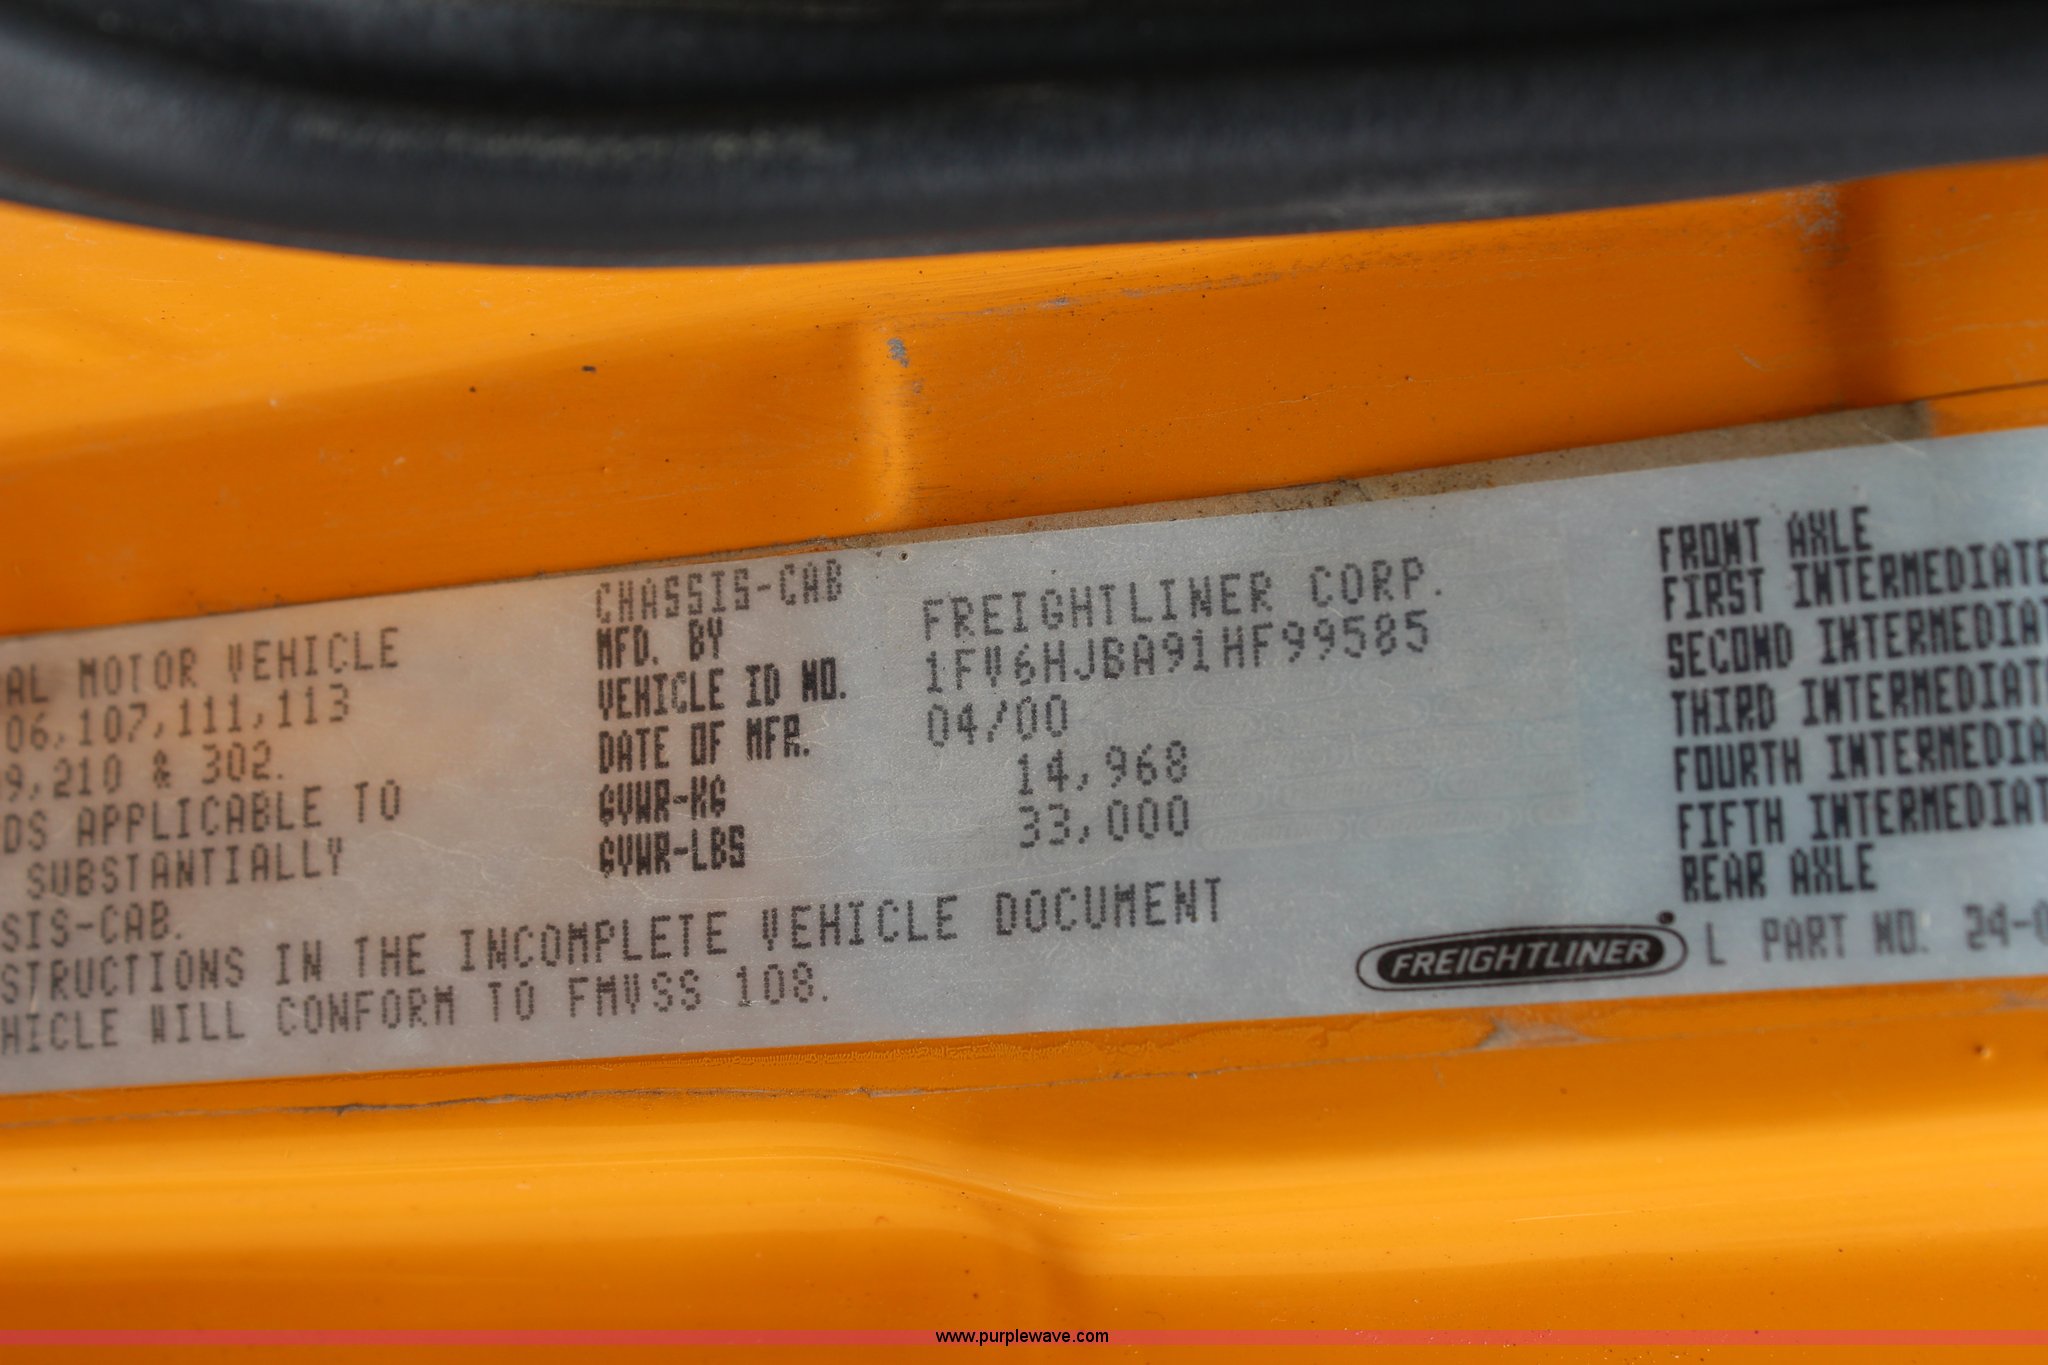 AL MOTOR VEHICLE
06,107,111,113
9,210 & 302.
DS APPLICABLE TO
SUBSTANTIALLY
SIS-CAB.
STRUCTIONS IN THE INCOMPLETE VEHICLE DOCUMENT
HICLE WILL CONFORM TO FMVSS 108.
CHASSIS-CAB
MFD. BY FREIGHTLINER CORP.
VEHICLE ID NO. 1FV6HJBA91HF99585
DATE OF MFR. 04/00
GVWR-KG 14,968
GVWR-LBS 33,000
FRONT AXLE
FIRST INTERMEDIATE
SECOND INTERMEDIAT
THIRD INTERMEDIAT
FOURTH INTERMEDIA
FIFTH INTERMEDIAT
REAR AXLE
FREIGHTLINER
L PART NO. 24-0
www.purplewave.com